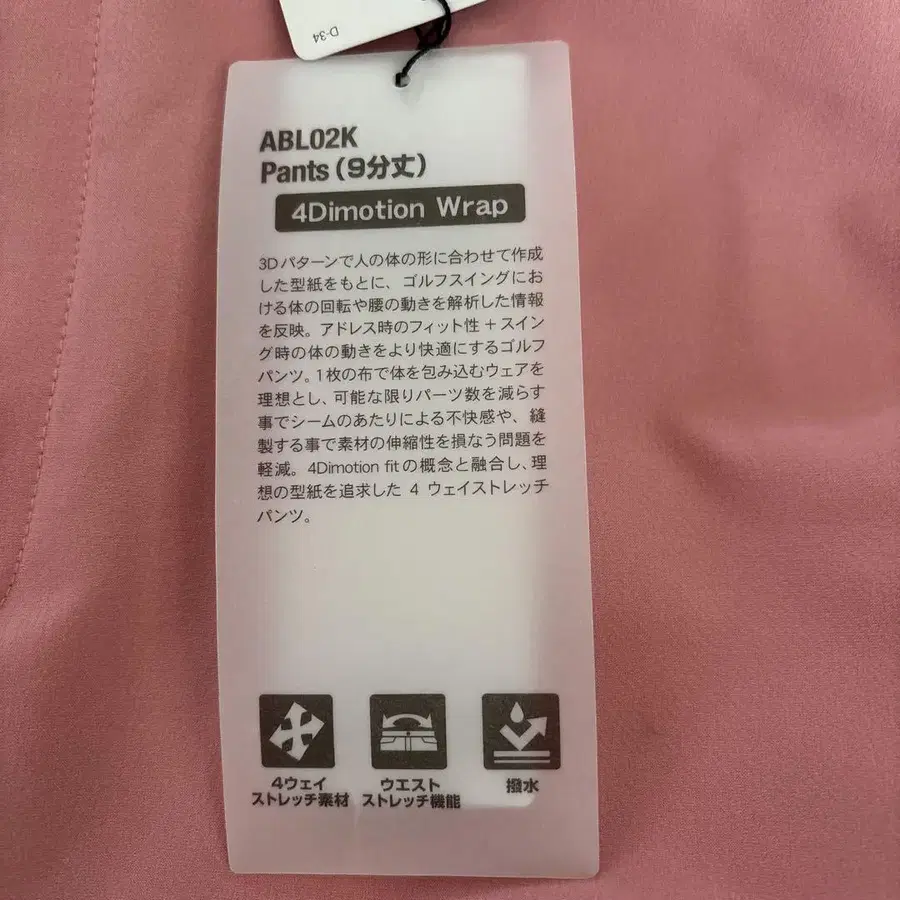 D-34
ABL02K
Pants（9分丈）
4Dimotion Wrap
3Dパターンで人の体の形に合わせて作成
した型紙をもとに、ゴルフスイングにお
ける体の回転や腰の動きを解析した情報
を反映。アドレス時のフィット性＋スイン
グ時の体の動きをより快適にするゴルフ
パンツ。1枚の布で体を包み込むウェアを
理想とし、可能な限りパーツ数を減らす
事でシームのあたりによる不快感や、縫
製する事で素材の伸縮性を損なう問題を
軽減。4Dimotion fitの概念と融合し、理
想の型紙を追求した 4 ウェイストレッチ
パンツ。
4ウェイ
ストレッチ素材
ウエスト
ストレッチ機能
撥水